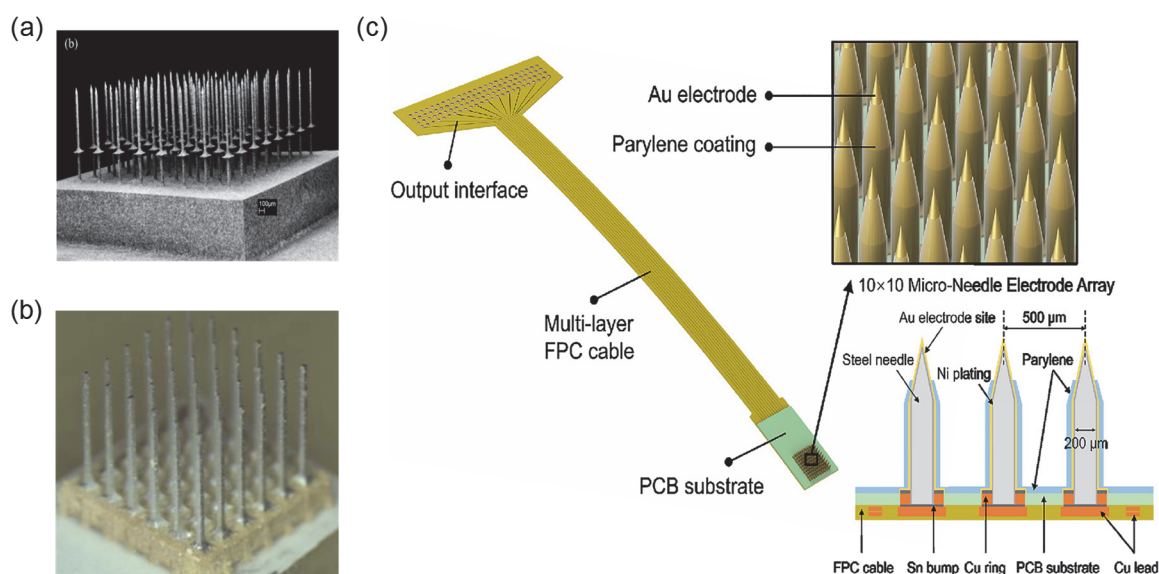 (a)
(b)
100µm
(b)
(c)
Output interface
Multi-layer
FPC cable
PCB substrate
Au electrode
Parylene coating
10×10 Micro-Needle Electrode Array
Au electrode site
500 µm
Steel needle
Ni plating
Parylene
200 µm
FPC cable
Sn bump
Cu ring
PCB substrate
Cu lead